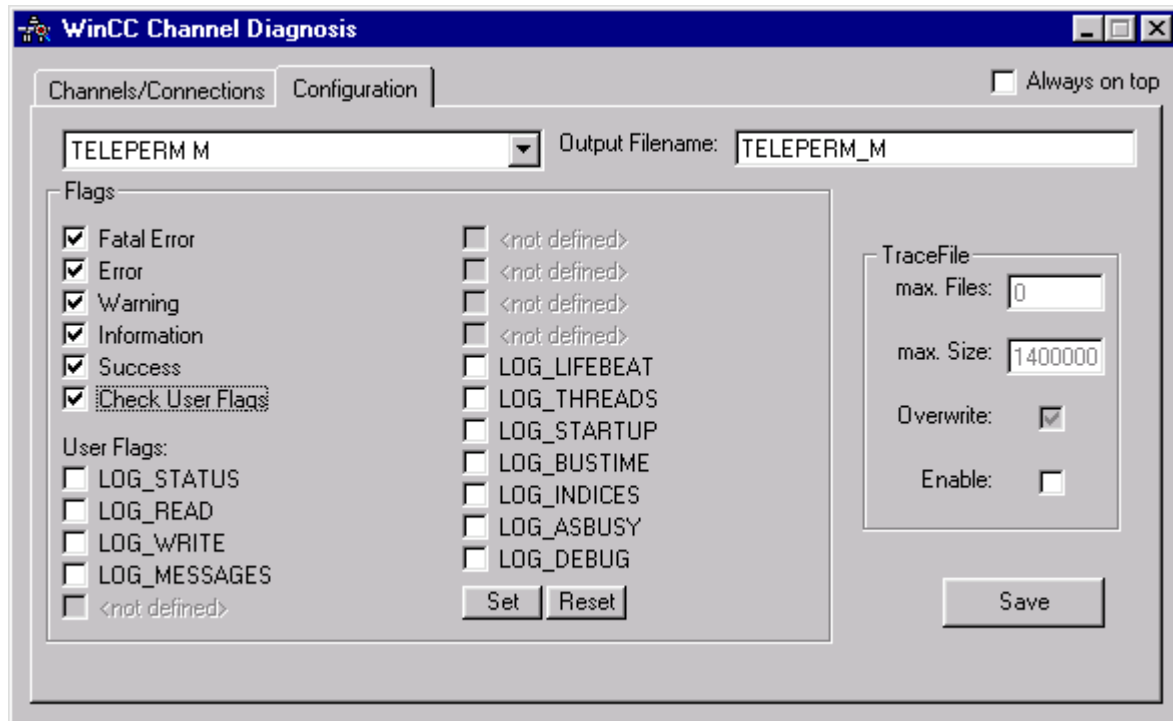 WinCC Channel Diagnosis
Channels/Connections Configuration Always on top
TELEPERM M Output Filename: TELEPERM_M
Flags
Fatal Error
Error
Warning
Information
Success
Check User Flags
User Flags:
LOG_STATUS
LOG_READ
LOG_WRITE
LOG_MESSAGES
<not defined>
<not defined>
<not defined>
<not defined>
<not defined>
LOG_LIFEBEAT
LOG_THREADS
LOG_STARTUP
LOG_BUSTIME
LOG_INDICES
LOG_ASBUSY
LOG_DEBUG
Set Reset
TraceFile
max. Files: 0
max. Size: 1400000
Overwrite:
Enable:
Save